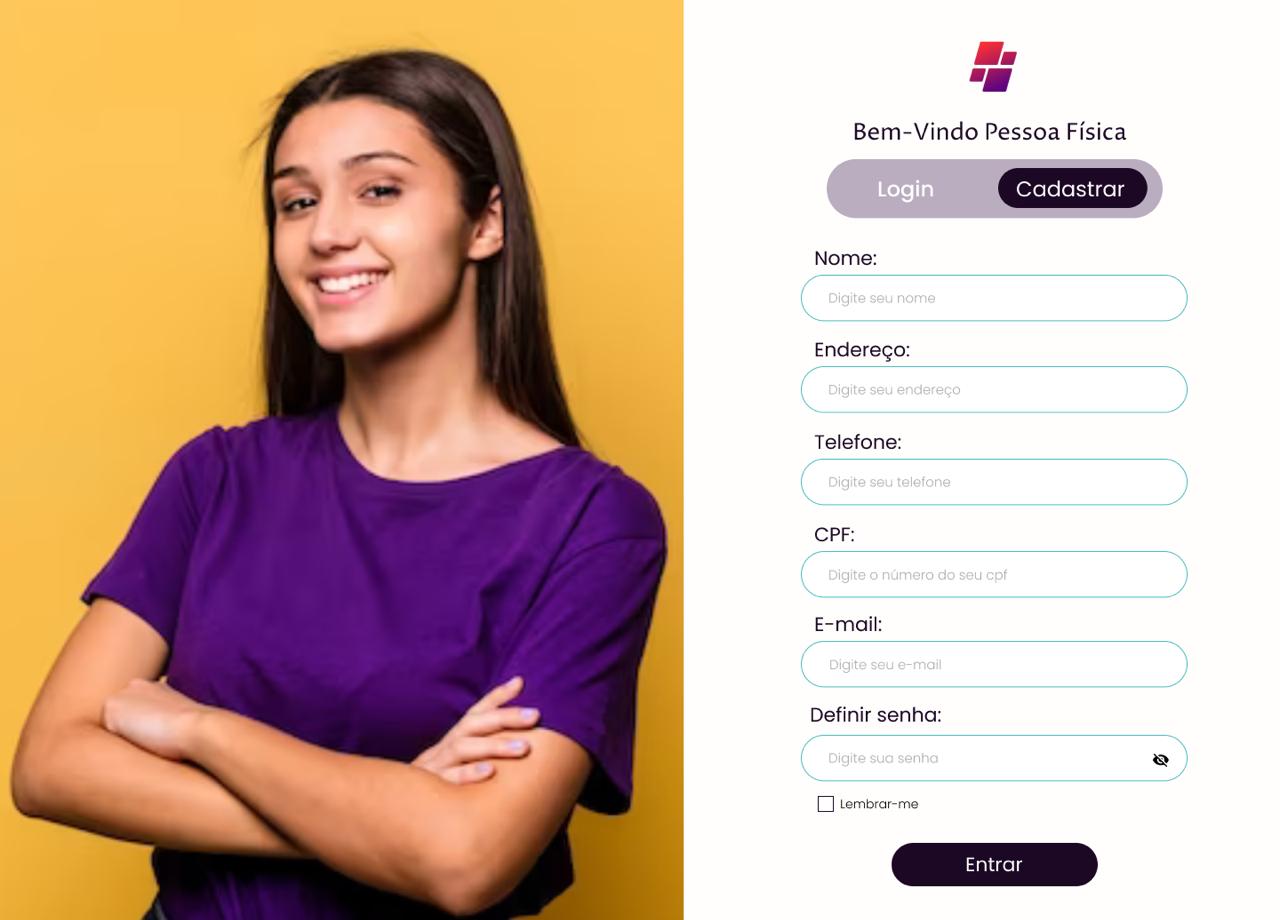 Bem-Vindo Pessoa Física
Login
Cadastrar
Nome:
Digite seu nome
Endereço:
Digite seu endereço
Telefone:
Digite seu telefone
CPF:
Digite o número do seu cpf
E-mail:
Digite seu e-mail
Definir senha:
Digite sua senha
Lembrar-me
Entrar